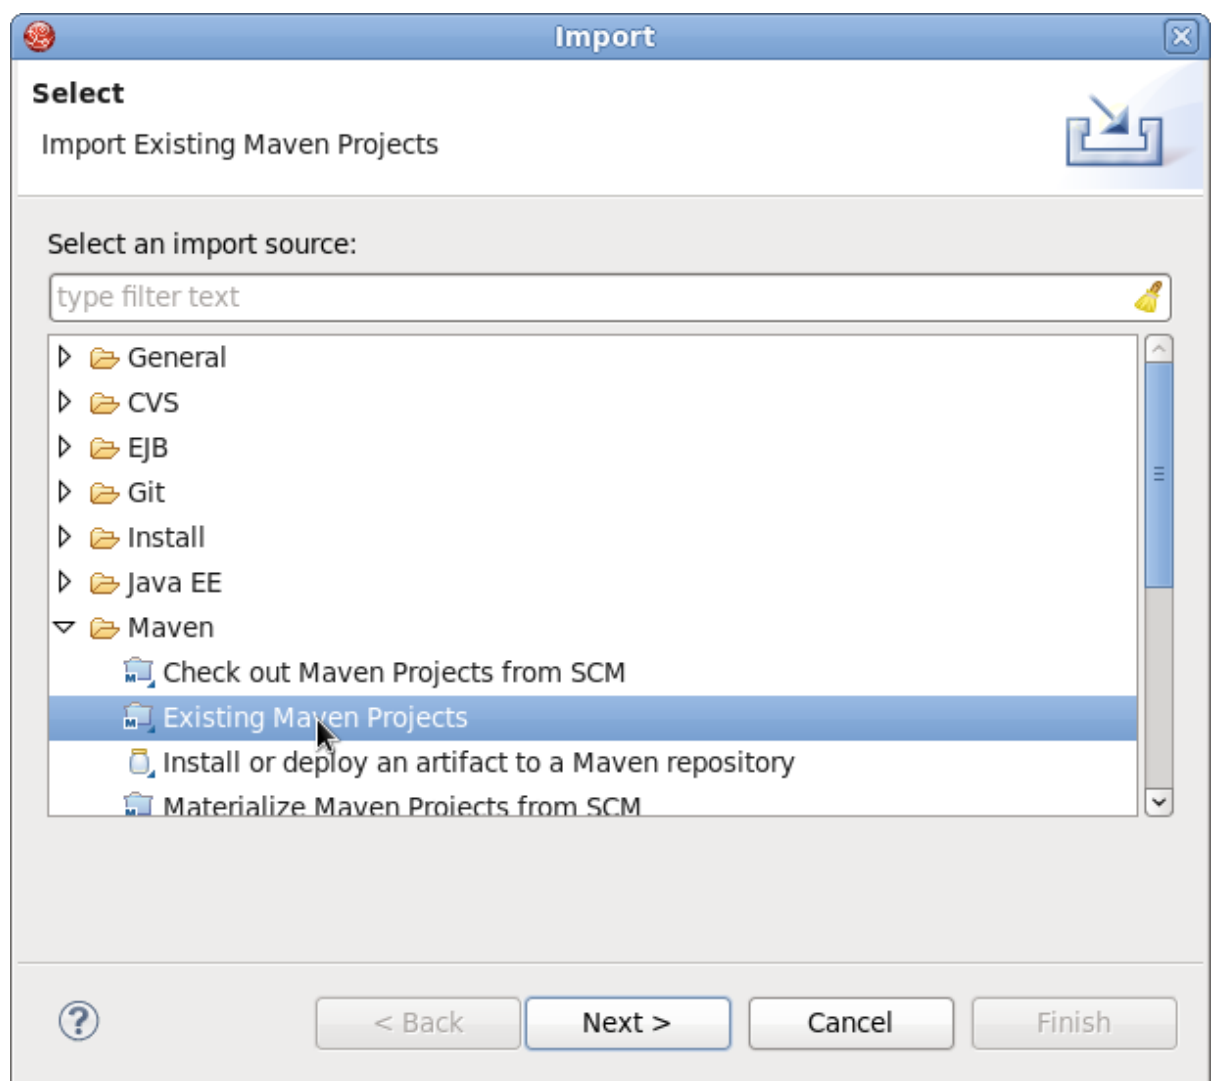 Import
Select
Import Existing Maven Projects
Select an import source:
type filter text
General
CVS
EJB
Git
Install
Java EE
Maven
Check out Maven Projects from SCM
Existing Maven Projects
Install or deploy an artifact to a Maven repository
Materialize Maven Projects from SCM
? < Back Next > Cancel Finish